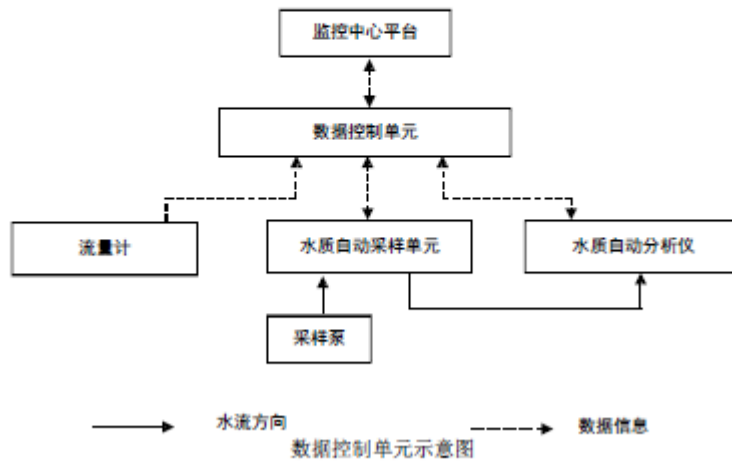 监控中心平台
数据控制单元
流量计
水质自动采样单元
水质自动分析仪
采样泵
水流方向
数据信息
数据控制单元示意图